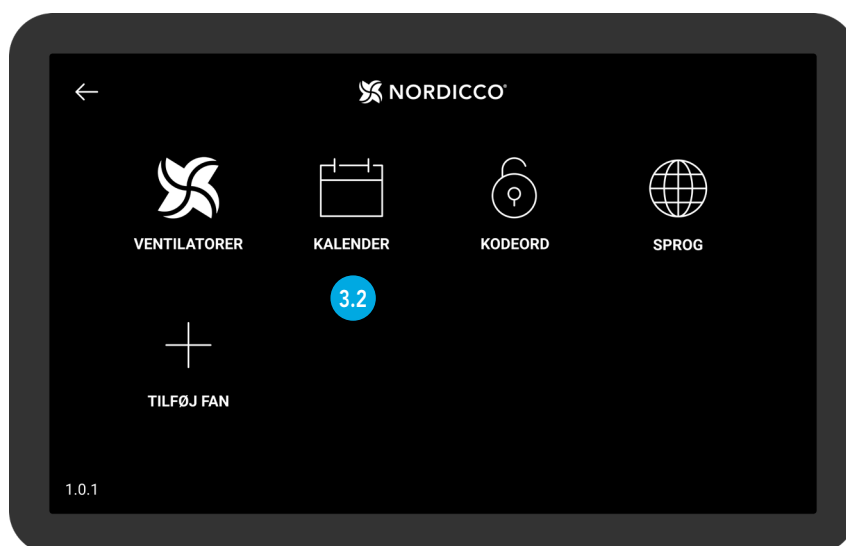 NORDICCO®
VENTILATORER
KALENDER
KODEORD
SPROG
3.2
TILFØJ FAN
1.0.1